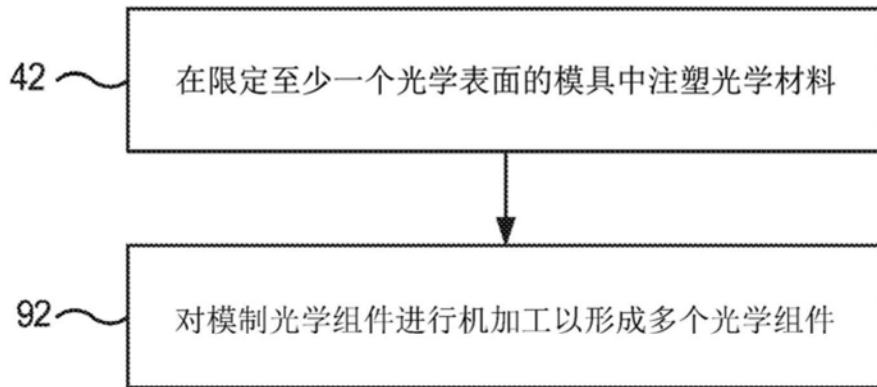 42
在限定至少一个光学表面的模具中注塑光学材料
92
对模制光学组件进行机加工以形成多个光学组件